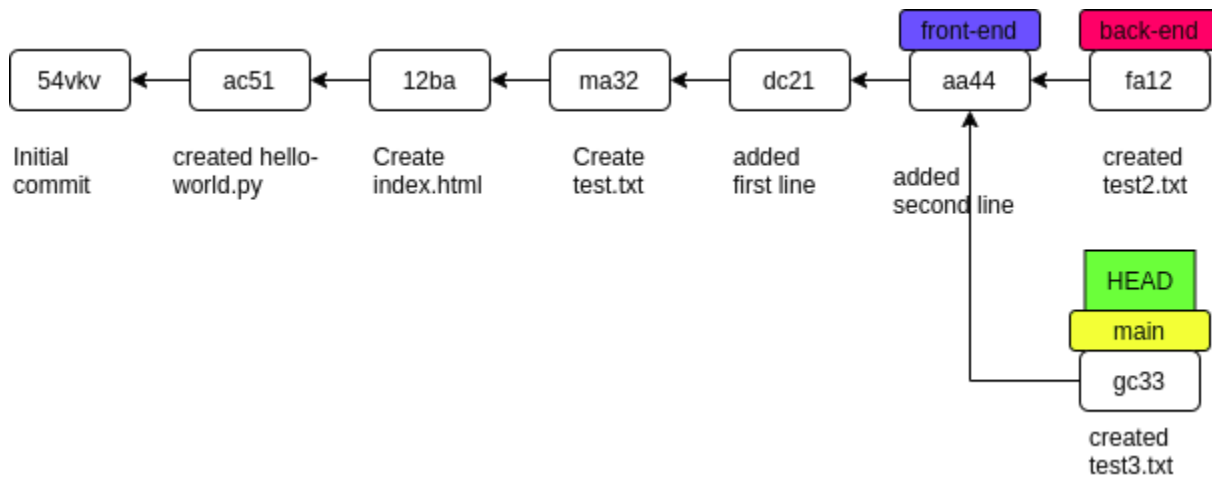 front-end
back-end
54vkv
ac51
12ba
ma32
dc21
aa44
fa12
Initial
commit
created hello-
world.py
Create
index.html
Create
test.txt
added
first line
added
second line
created
test2.txt
HEAD
main
gc33
created
test3.txt